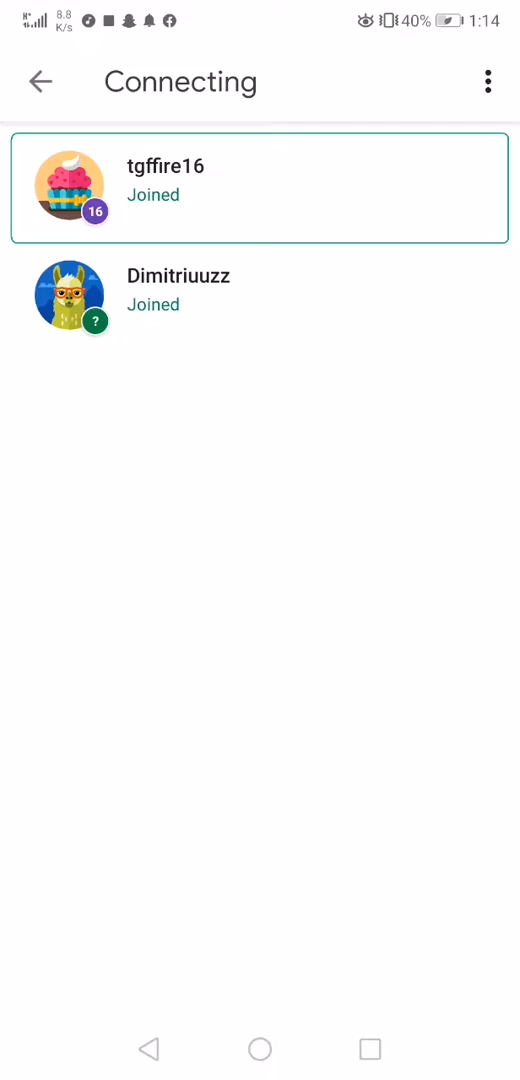 H+ 8.8 K/s 40% 1:14
Connecting
tgffire16
Joined
16
Dimitriuuzz
Joined
?